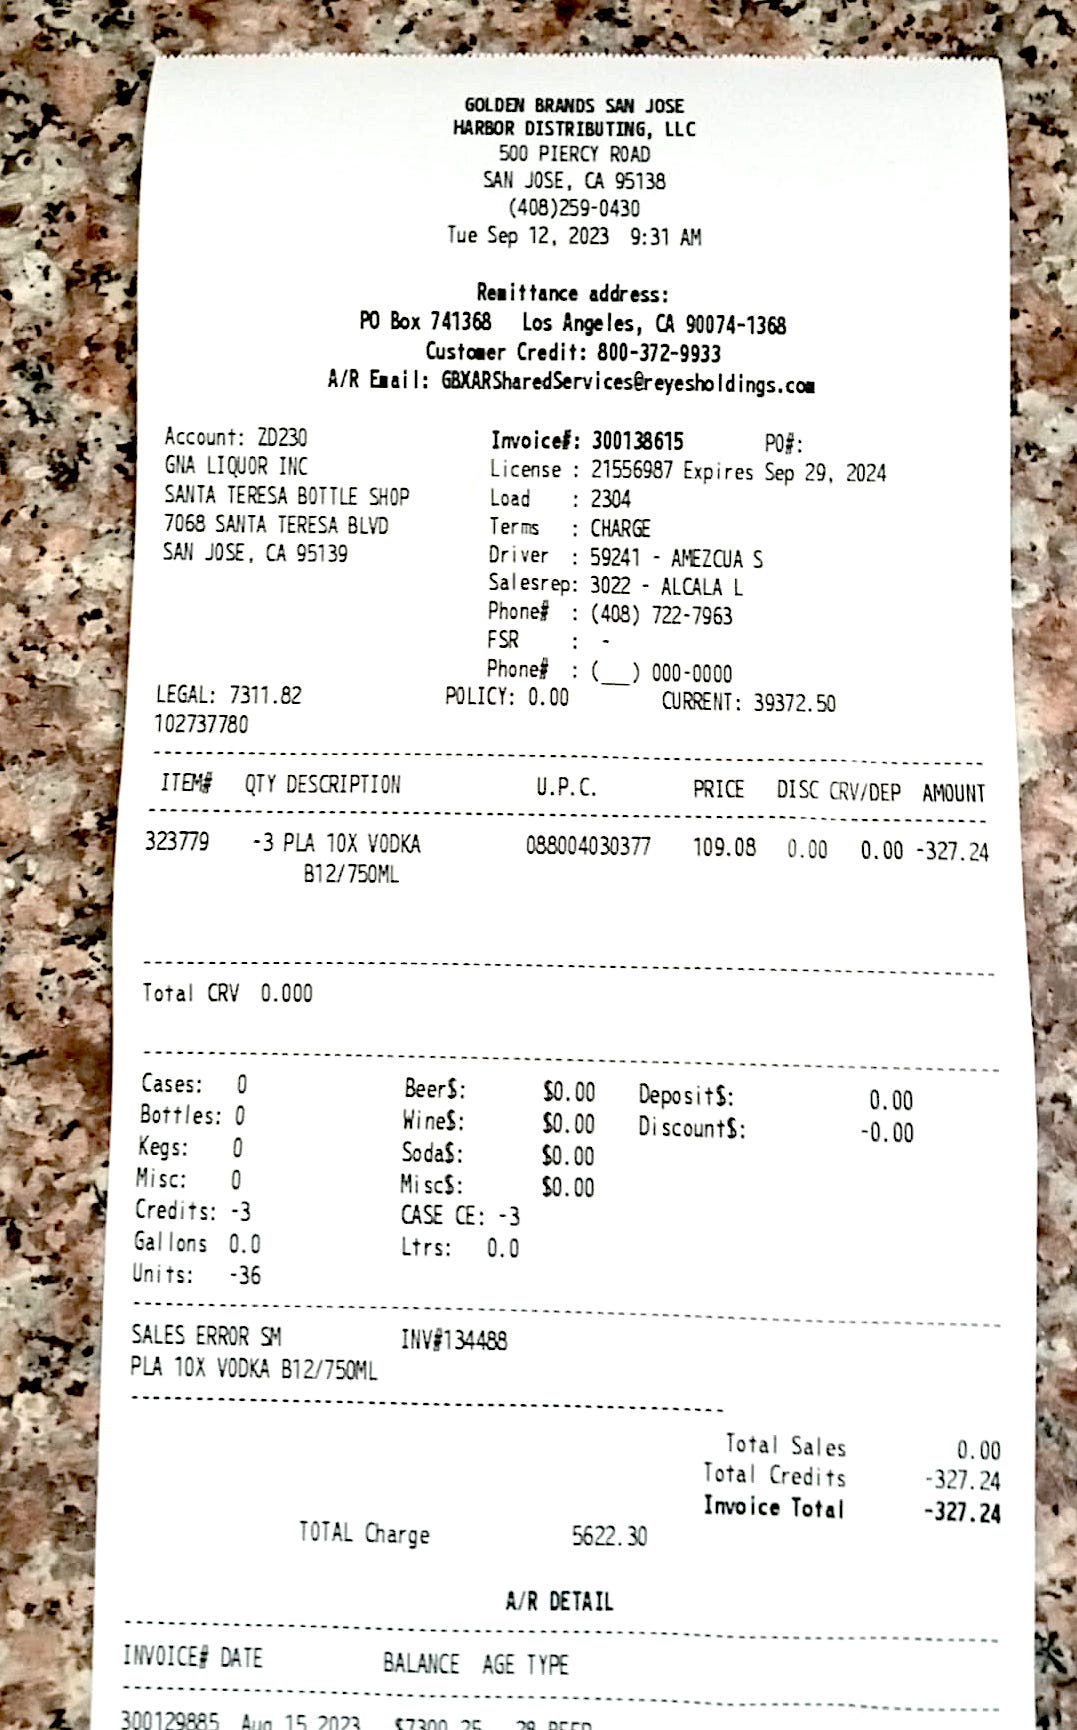 GOLDEN BRANDS SAN JOSE
HARBOR DISTRIBUTING, LLC
500 PIERCY ROAD
SAN JOSE, CA 95138
(408)259-0430
Tue Sep 12, 2023 9:31 AM
Remittance address:
PO Box 741368 Los Angeles, CA 90074-1368
Customer Credit: 800-372-9933
A/R Email: GBXARSharedServices@reyesholdings.com
Account: ZD230 Invoice#: 300138615 PO#:
GNA LIQUOR INC License : 21556987 Expires Sep 29, 2024
SANTA TERESA BOTTLE SHOP Load : 2304
7068 SANTA TERESA BLVD Terms : CHARGE
SAN JOSE, CA 95139 Driver : 59241 - AMEZCUA S
Salesrep: 3022 - ALCALA L
Phone# : (408) 722-7963
FSR : -
Phone# : (___) 000-0000
LEGAL: 7311.82 POLICY: 0.00 CURRENT: 39372.50
102737780
ITEM# QTY DESCRIPTION U.P.C. PRICE DISC CRV/DEP AMOUNT
323779 -3 PLA 10X VODKA 088004030377 109.08 0.00 0.00 -327.24
B12/750ML
Total CRV 0.000
Cases: 0 Beer$: $0.00 Deposit$: 0.00
Bottles: 0 Wine$: $0.00 Discount$: -0.00
Kegs: 0 Soda$: $0.00
Misc: 0 Misc$: $0.00
Credits: -3 CASE CE: -3
Gallons 0.0 Ltrs: 0.0
Units: -36
SALES ERROR SM INV#134488
PLA 10X VODKA B12/750ML
Total Sales 0.00
Total Credits -327.24
Invoice Total -327.24
TOTAL Charge 5622.30
A/R DETAIL
INVOICE# DATE BALANCE AGE TYPE
300129885 Aug 15 2023 $7300.25 28 BEER